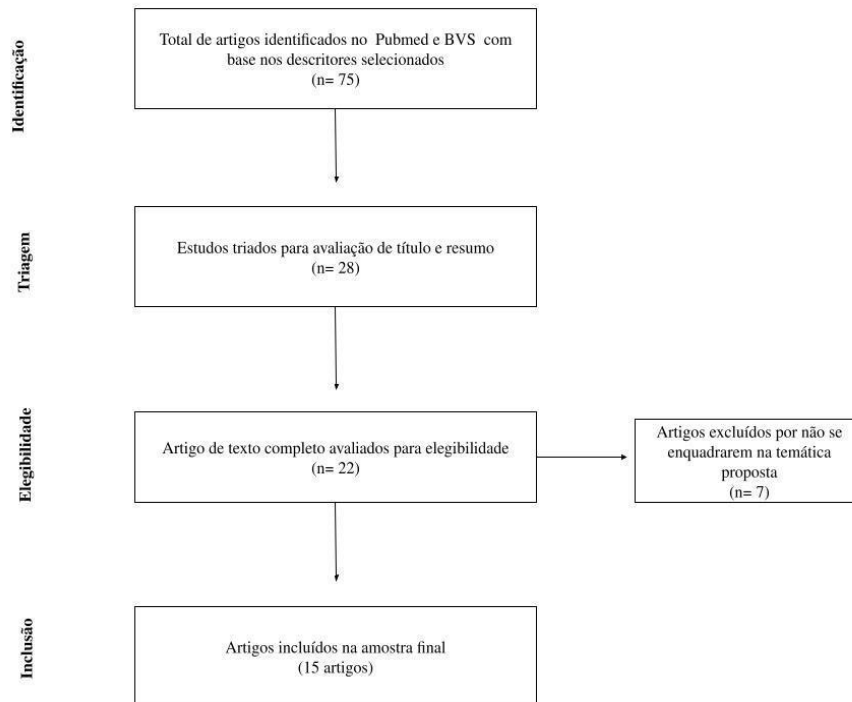 Identificação
Total de artigos identificados no Pubmed e BVS com
base nos descritores selecionados
(n= 75)
Triagem
Estudos triados para avaliação de título e resumo
(n= 28)
Elegibilidade
Artigo de texto completo avaliados para elegibilidade
(n= 22)
Artigos excluídos por não se
enquadrarem na temática
proposta
(n= 7)
Inclusão
Artigos incluídos na amostra final
(15 artigos)